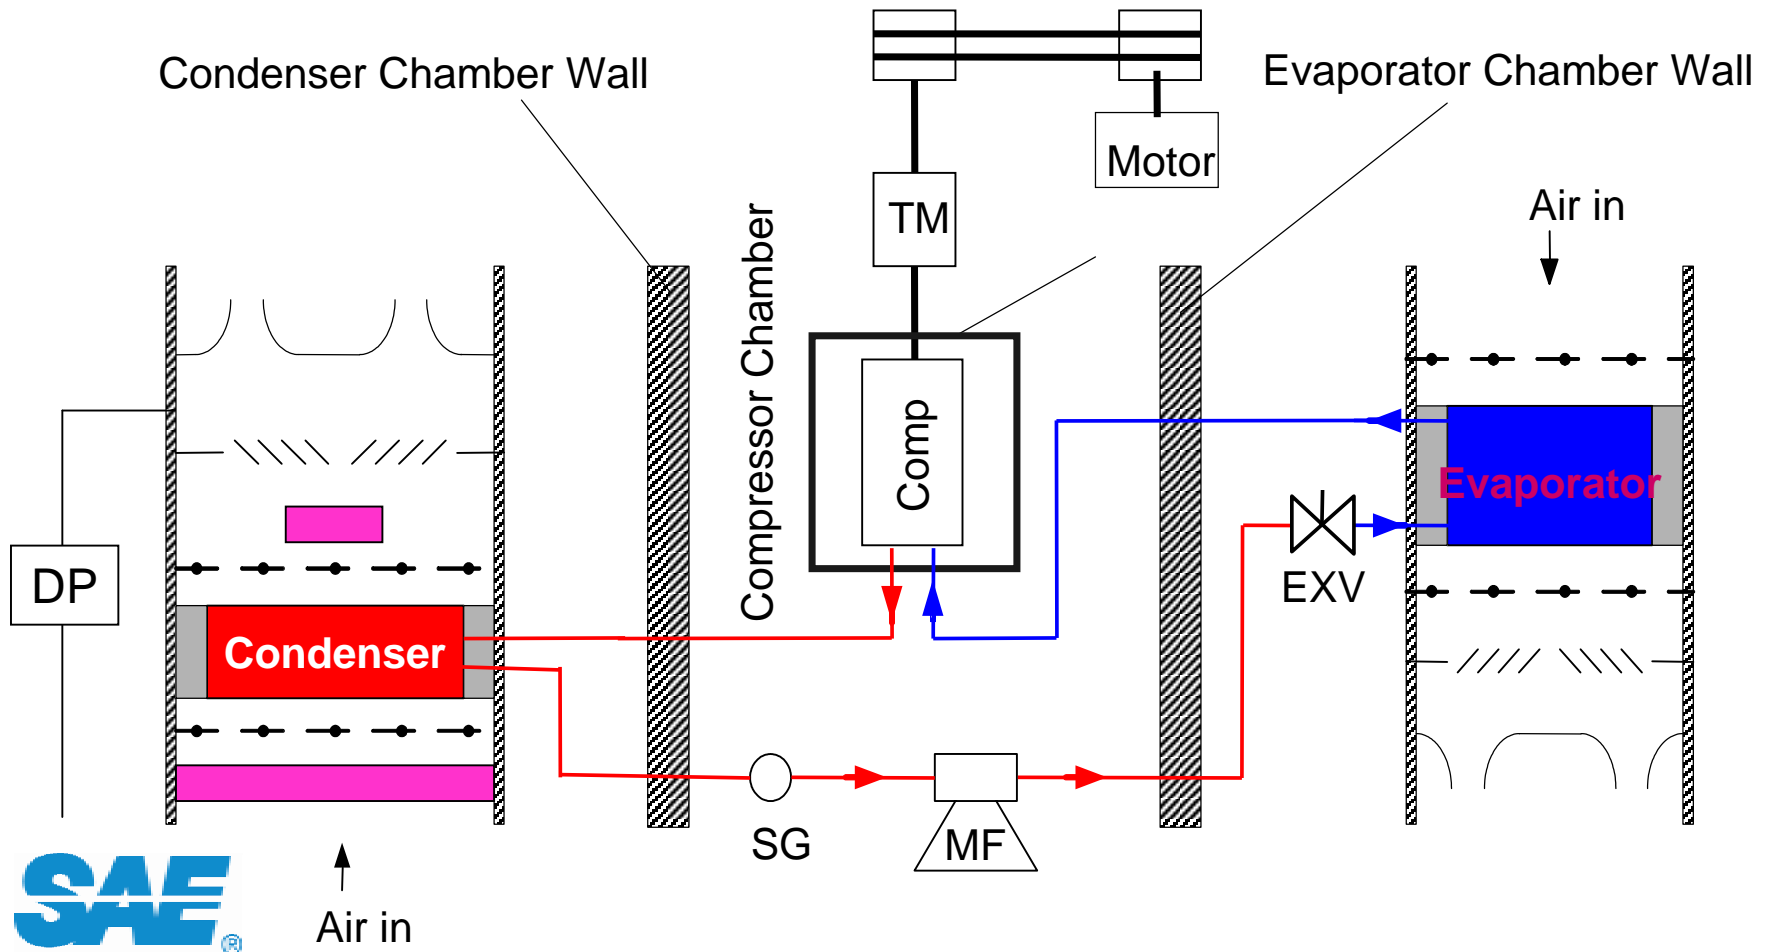 Condenser Chamber Wall
Evaporator Chamber Wall
Motor
TM
Air in
Compressor Chamber
Comp
Evaporator
EXV
DP
Condenser
SG
MF
SAE®
Air in